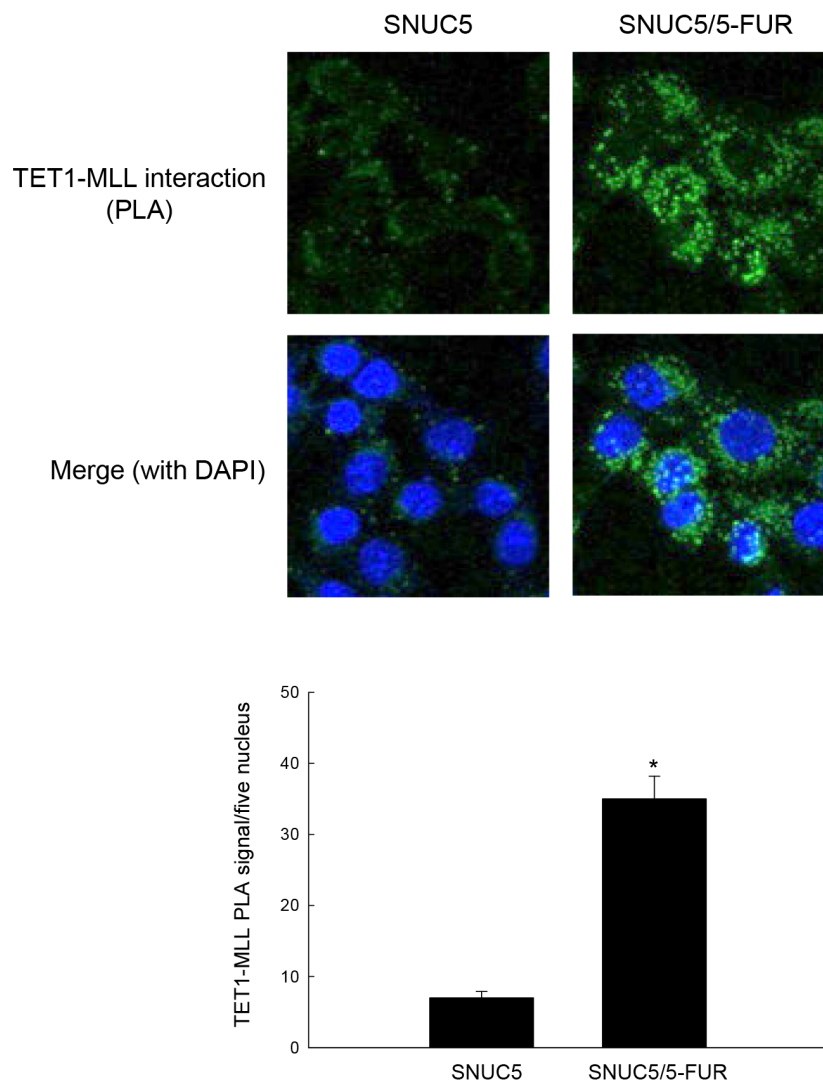 SNUC5 SNUC5/5-FUR
TET1-MLL interaction
(PLA)
Merge (with DAPI)
TET1-MLL PLA signal/five nucleus
50
40
30
20
10
0
*
SNUC5 SNUC5/5-FUR